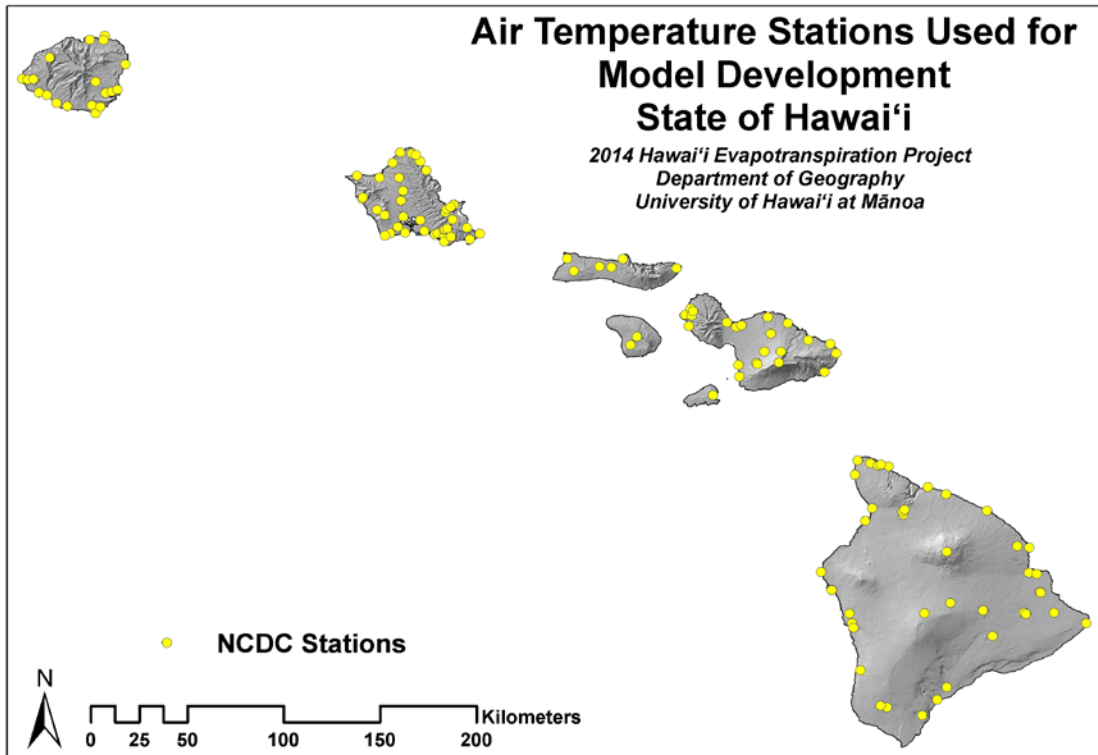 Air Temperature Stations Used for
Model Development
State of Hawaiʻi
2014 Hawaiʻi Evapotranspiration Project
Department of Geography
University of Hawaiʻi at Mānoa
NCDC Stations
N
Kilometers
0 25 50 100 150 200